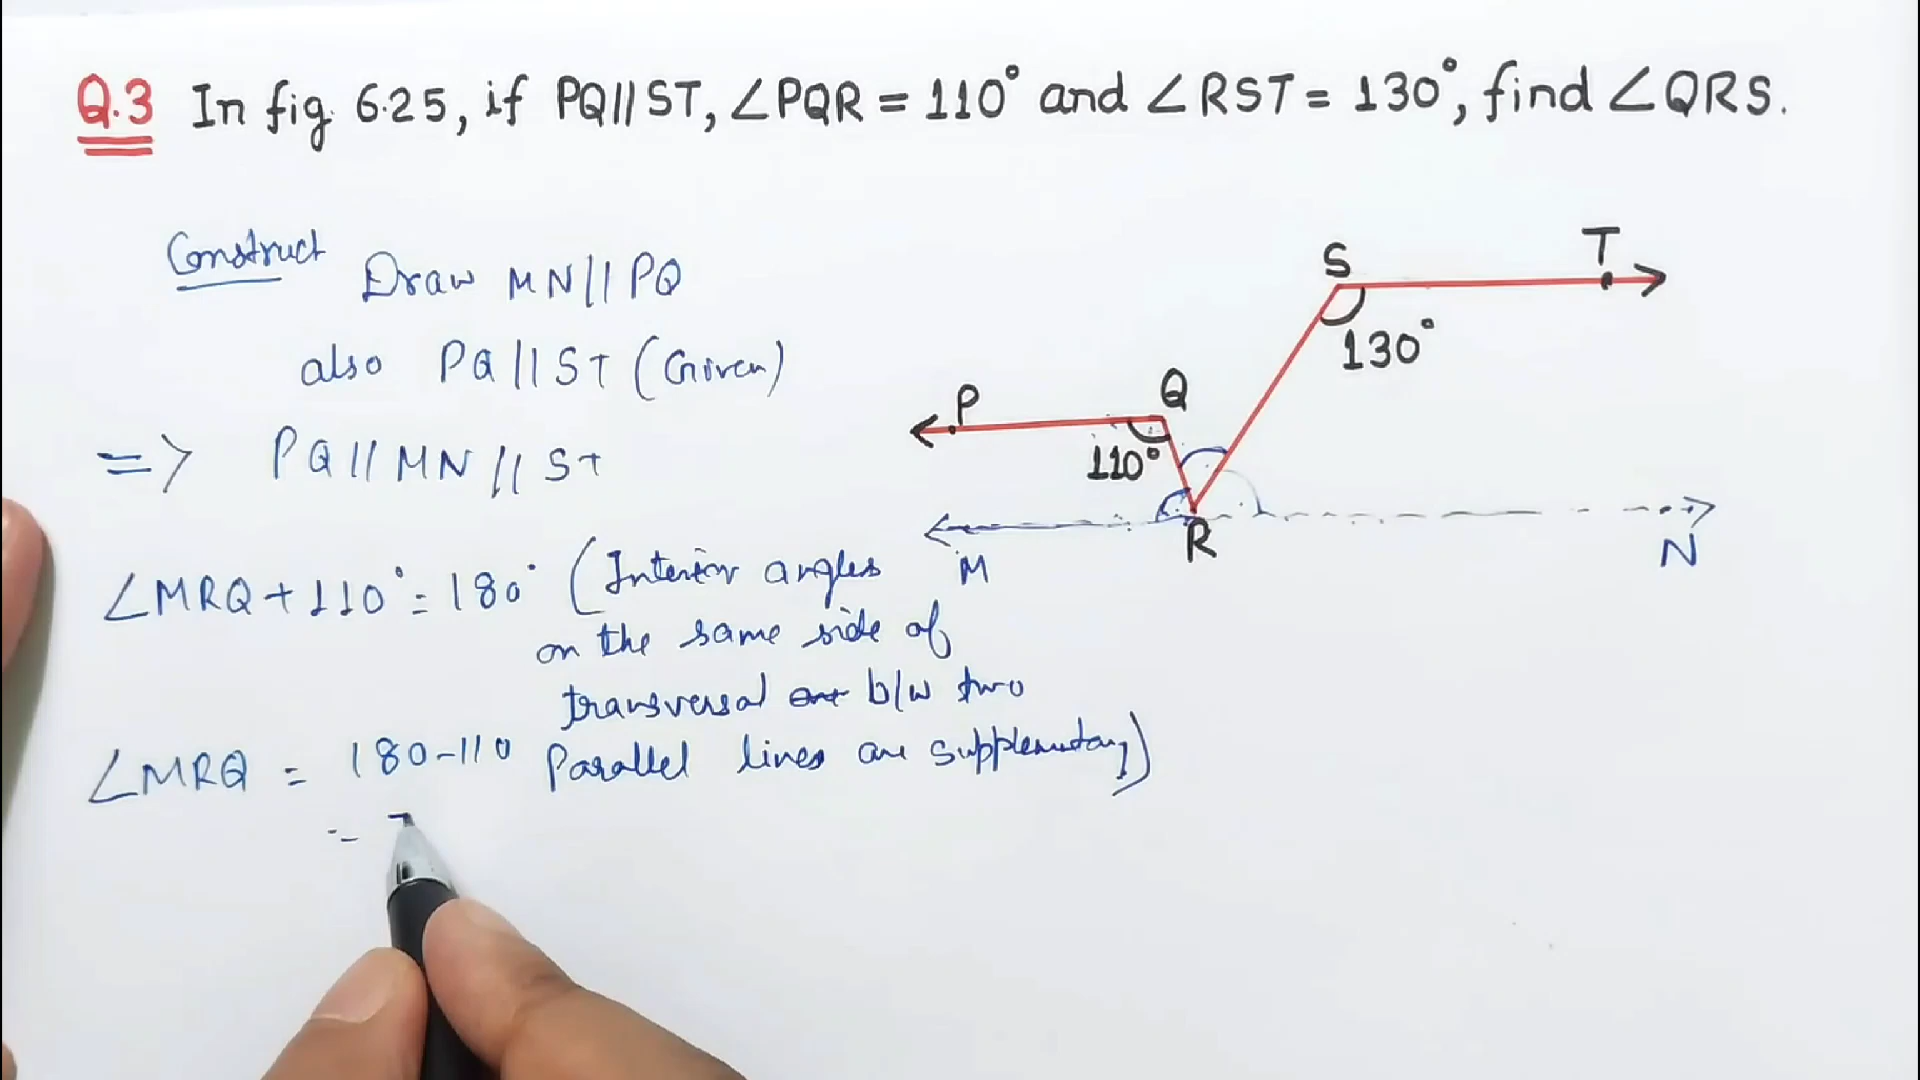 Q.3 In fig. 6.25, if PQ//ST, ∠PQR = 110° and ∠RST = 130°, find ∠QRS.
Construct Draw MN//PQ
also PQ//ST (Given)
=> PQ//MN//ST
∠MRQ + 110° = 180° (Interior angles
on the same side of
transversal b/w two
∠MRQ = 180-110 Parallel lines are supplementary)
= 7
S T
130°
P Q
110°
R
M N